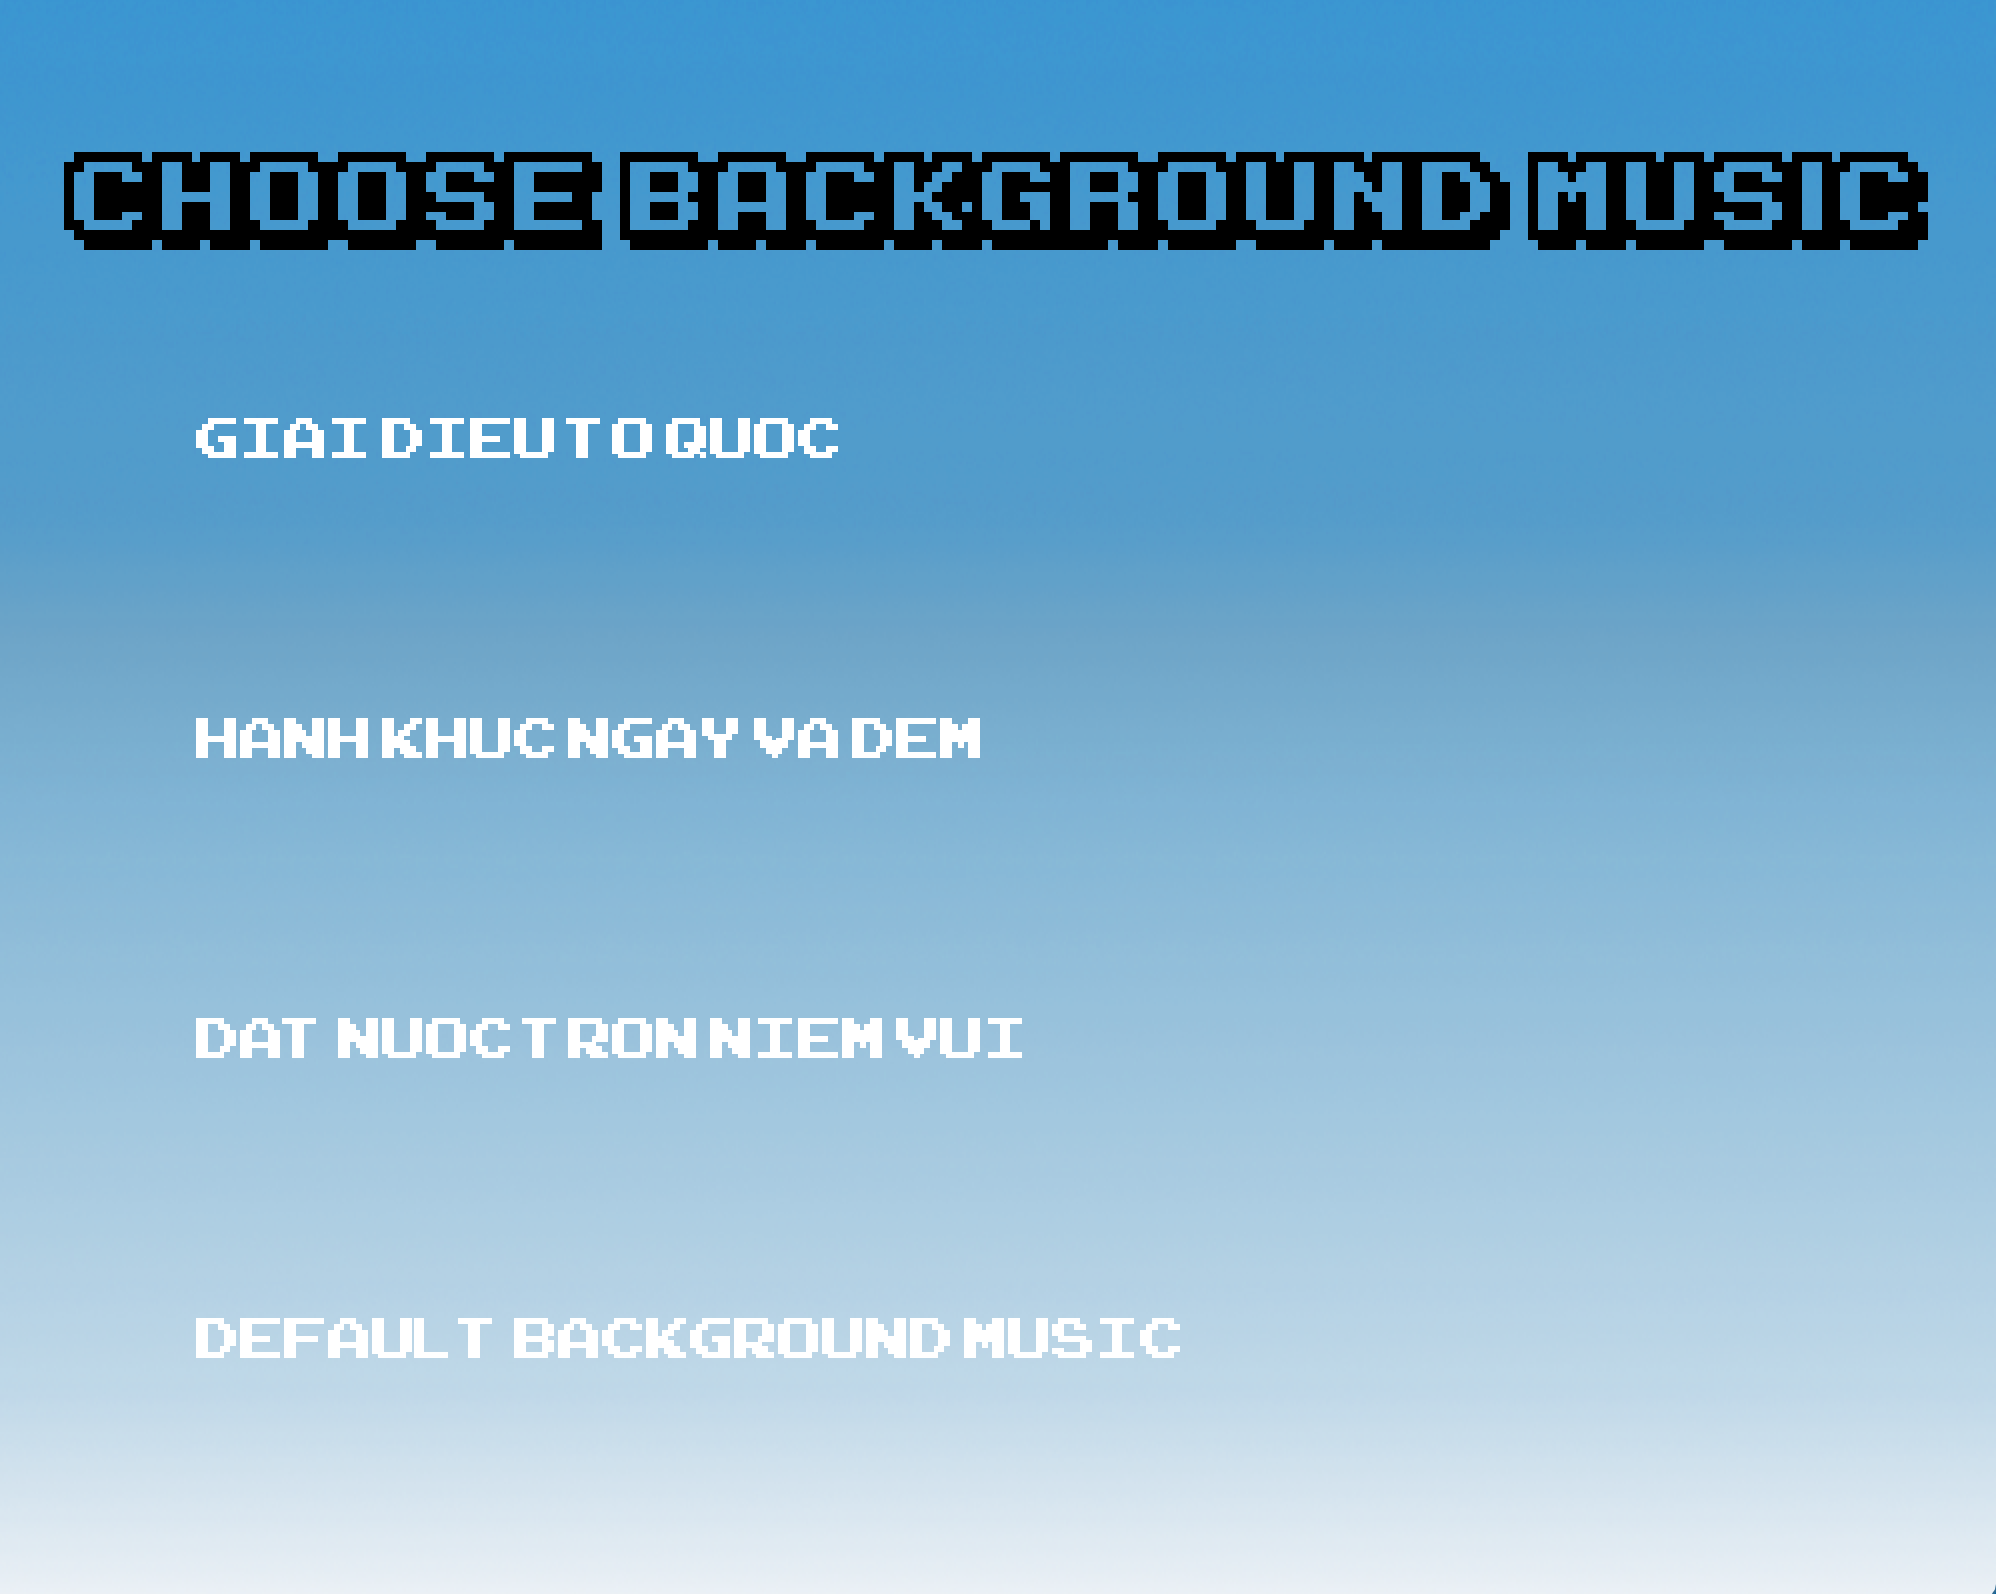 CHOOSE BACKGROUND MUSIC
GIAI DIEU TO QUOC
HANH KHUC NGAY VA DEM
DAT NUOC TRON NIEM VUI
DEFAULT BACKGROUND MUSIC